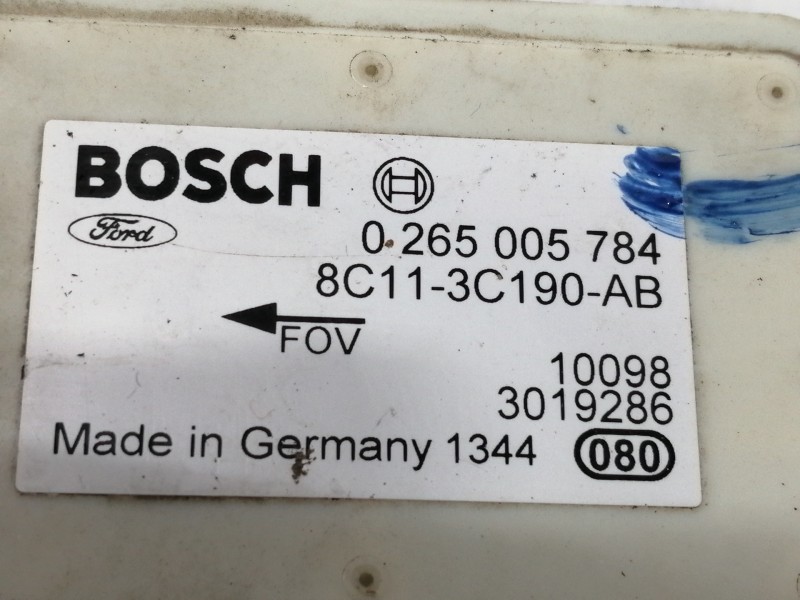 BOSCH
Ford
0 265 005 784
8C11-3C190-AB
FOV
10098
3019286
Made in Germany 1344
080